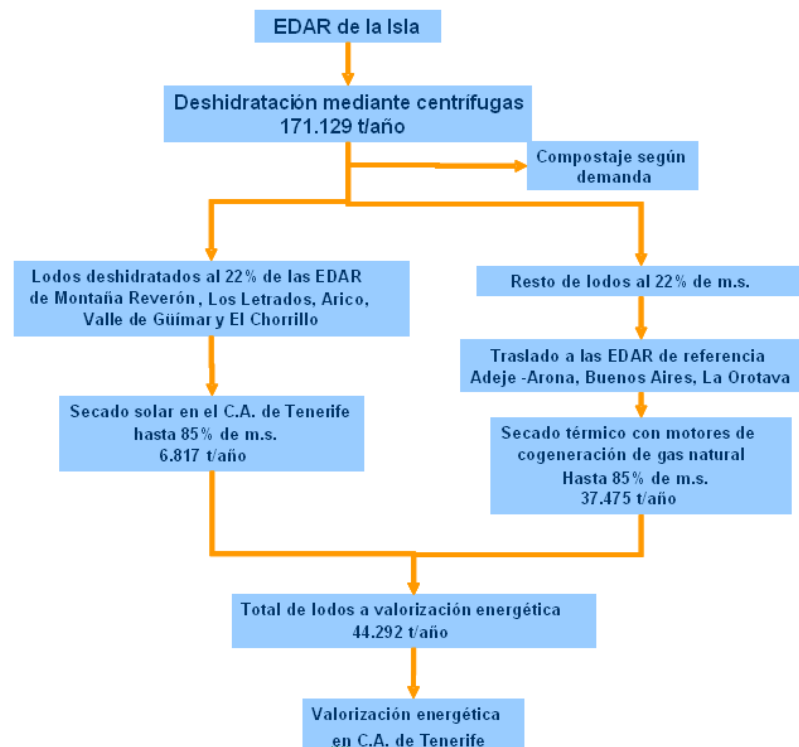 EDAR de la Isla
Deshidratación mediante centrífugas
171.129 t/año
Compostaje según
demanda
Lodos deshidratados al 22% de las EDAR
de Montaña Reverón, Los Letrados, Arico,
Valle de Güímar y El Chorrillo
Resto de lodos al 22% de m.s.
Traslado a las EDAR de referencia
Adeje -Arona, Buenos Aires, La Orotava
Secado solar en el C.A. de Tenerife
hasta 85% de m.s.
6.817 t/año
Secado térmico con motores de
cogeneración de gas natural
Hasta 85% de m.s.
37.475 t/año
Total de lodos a valorización energética
44.292 t/año
Valorización energética
en C.A. de Tenerife